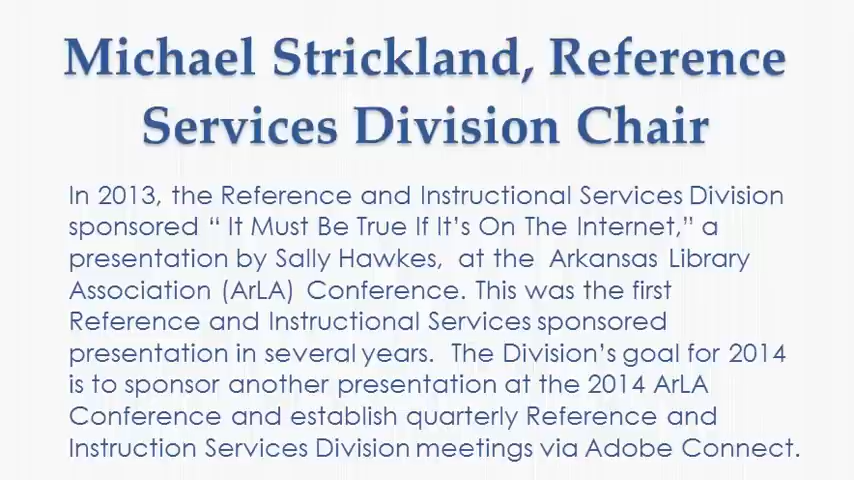 Michael Strickland, Reference
Services Division Chair
In 2013, the Reference and Instructional Services Division
sponsored “ It Must Be True If It’s On The Internet,” a
presentation by Sally Hawkes, at the Arkansas Library
Association (ArLA) Conference. This was the first
Reference and Instructional Services sponsored
presentation in several years. The Division’s goal for 2014
is to sponsor another presentation at the 2014 ArLA
Conference and establish quarterly Reference and
Instruction Services Division meetings via Adobe Connect.